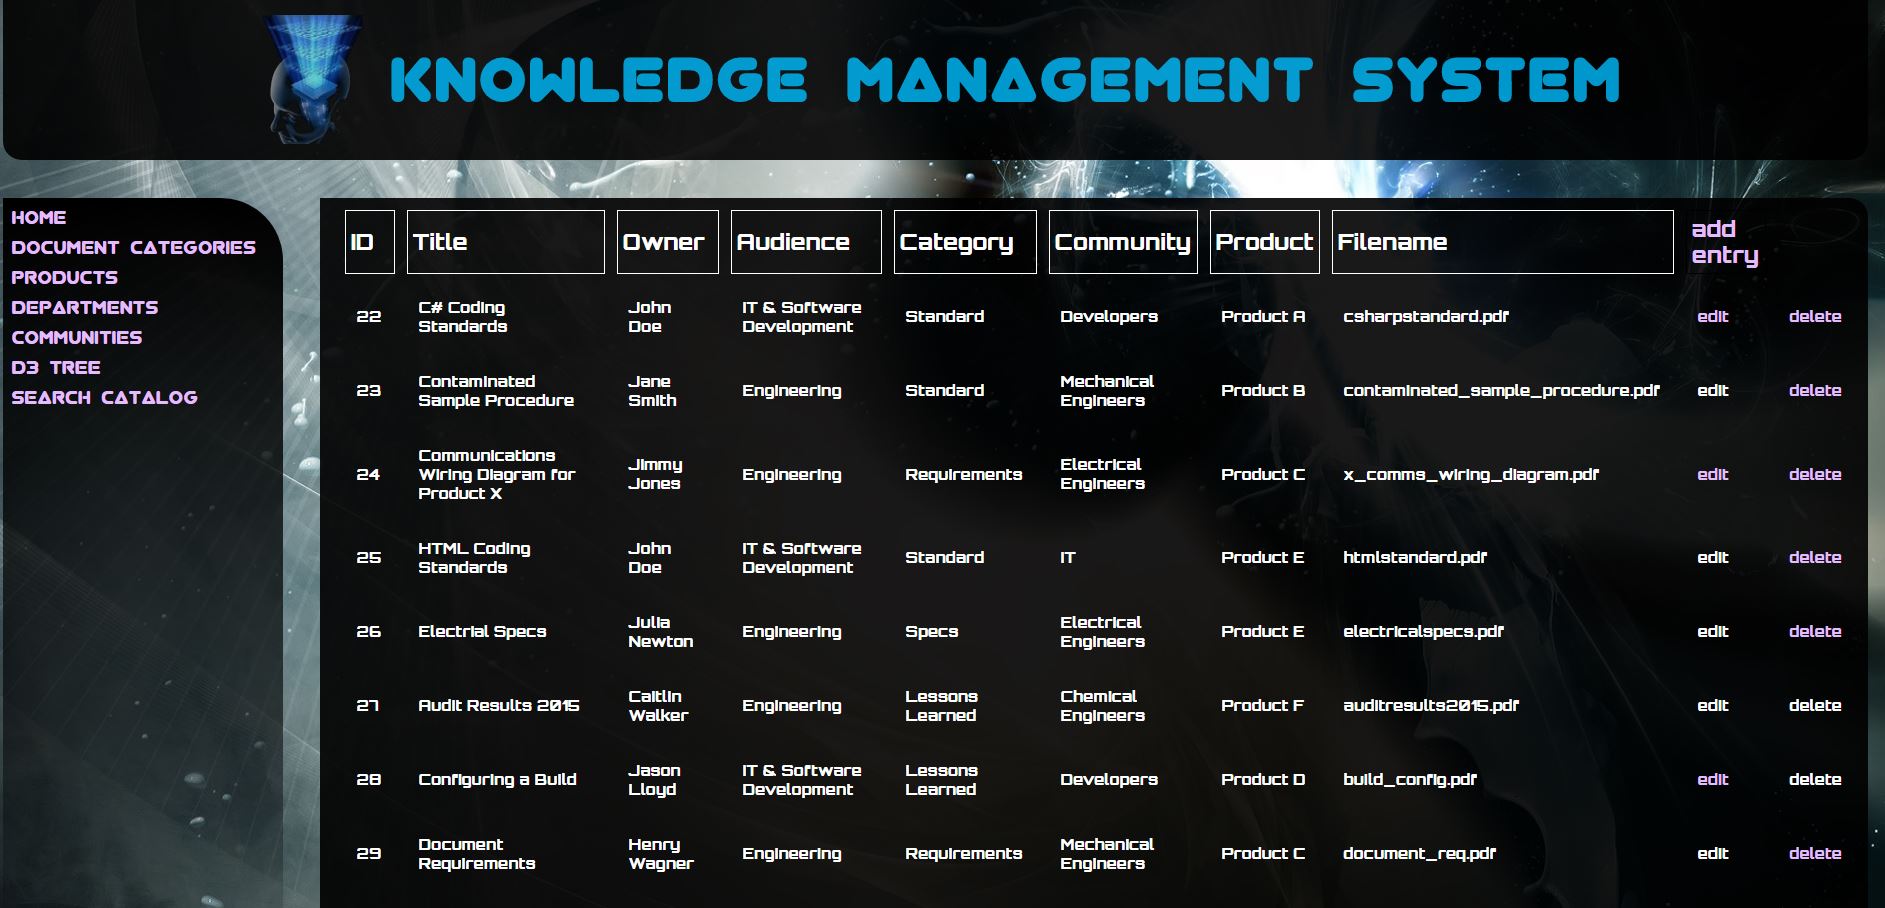 KNOWLEDGE MANAGEMENT SYSTEM
HOME
DOCUMENT CATEGORIES
PRODUCTS
DEPARTMENTS
COMMUNITIES
D3 TREE
SEARCH CATALOG
ID Title Owner Audience Category Community Product Filename add entry
22 C# Coding Standards John Doe IT & Software Development Standard Developers Product A csharpstandard.pdf edit delete
23 Contaminated Sample Procedure Jane Smith Engineering Standard Mechanical Engineers Product B contaminated_sample_procedure.pdf edit delete
24 Communications Wiring Diagram for Product X Jimmy Jones Engineering Requirements Electrical Engineers Product C x_comms_wiring_diagram.pdf edit delete
25 HTML Coding Standards John Doe IT & Software Development Standard IT Product E htmlstandard.pdf edit delete
26 Electrial Specs Julia Newton Engineering Specs Electrical Engineers Product E electricalspecs.pdf edit delete
27 Audit Results 2015 Caitlin Walker Engineering Lessons Learned Chemical Engineers Product F auditresults2015.pdf edit delete
28 Configuring a Build Jason Lloyd IT & Software Development Lessons Learned Developers Product D build_config.pdf edit delete
29 Document Requirements Henry Wagner Engineering Requirements Mechanical Engineers Product C document_req.pdf edit delete